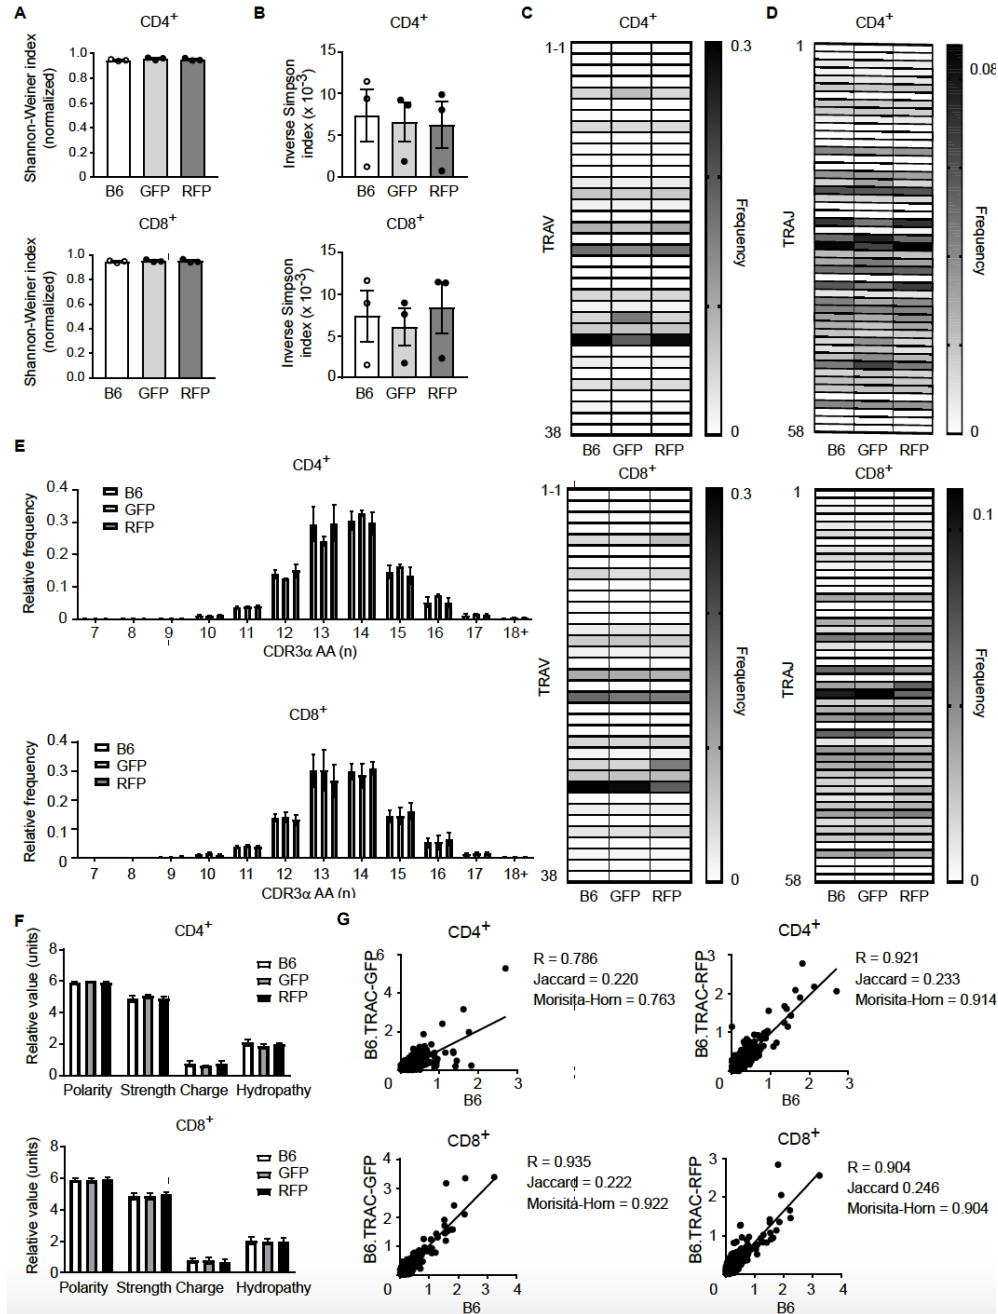 A
CD4+
Shannon-Weiner index
(normalized)
1.0
0.8
0.6
0.4
0.2
0
B6 GFP RFP
CD8+
Shannon-Weiner index
(normalized)
1.0
0.8
0.6
0.4
0.2
0.0
B6 GFP RFP
B
CD4+
Inverse Simpson
index (x 10-3)
15
10
5
0
B6 GFP RFP
CD8+
Inverse Simpson
index (x 10-3)
15
10
5
0
B6 GFP RFP
C
CD4+
1-1
TRAV
38
B6 GFP RFP
0.3
Frequency
0
CD8+
1-1
TRAV
38
B6 GFP RFP
0.3
Frequency
0
D
CD4+
1
TRAJ
58
B6 GFP RFP
0.08
Frequency
0
CD8+
1
TRAJ
58
B6 GFP RFP
0.1
Frequency
0
E
CD4+
Relative frequency
0.4
0.3
0.2
0.1
0
B6
GFP
RFP
7 8 9 10 11 12 13 14 15 16 17 18+
CDR3α AA (n)
CD8+
Relative frequency
0.4
0.3
0.2
0.1
0
B6
GFP
RFP
7 8 9 10 11 12 13 14 15 16 17 18+
CDR3α AA (n)
F
CD4+
Relative value (units)
8
6
4
2
0
B6
GFP
RFP
Polarity Strength Charge Hydropathy
CD8+
Relative value (units)
8
6
4
2
0
B6
GFP
RFP
Polarity Strength Charge Hydropathy
G
CD4+
B6.TRAC-GFP
6
4
2
0 1 2 3
B6
R = 0.786
Jaccard = 0.220
Morisita-Horn = 0.763
CD4+
B6.TRAC-RFP
3
2
1
0
0 1 2 3
B6
R = 0.921
Jaccard = 0.233
Morisita-Horn = 0.914
CD8+
B6.TRAC-GFP
4
3
2
1
0
0 1 2 3 4
B6
R = 0.935
Jaccard = 0.222
Morisita-Horn = 0.922
CD8+
B6.TRAC-RFP
3
2
1
0
0 1 2 3 4
B6
R = 0.904
Jaccard 0.246
Morisita-Horn = 0.904